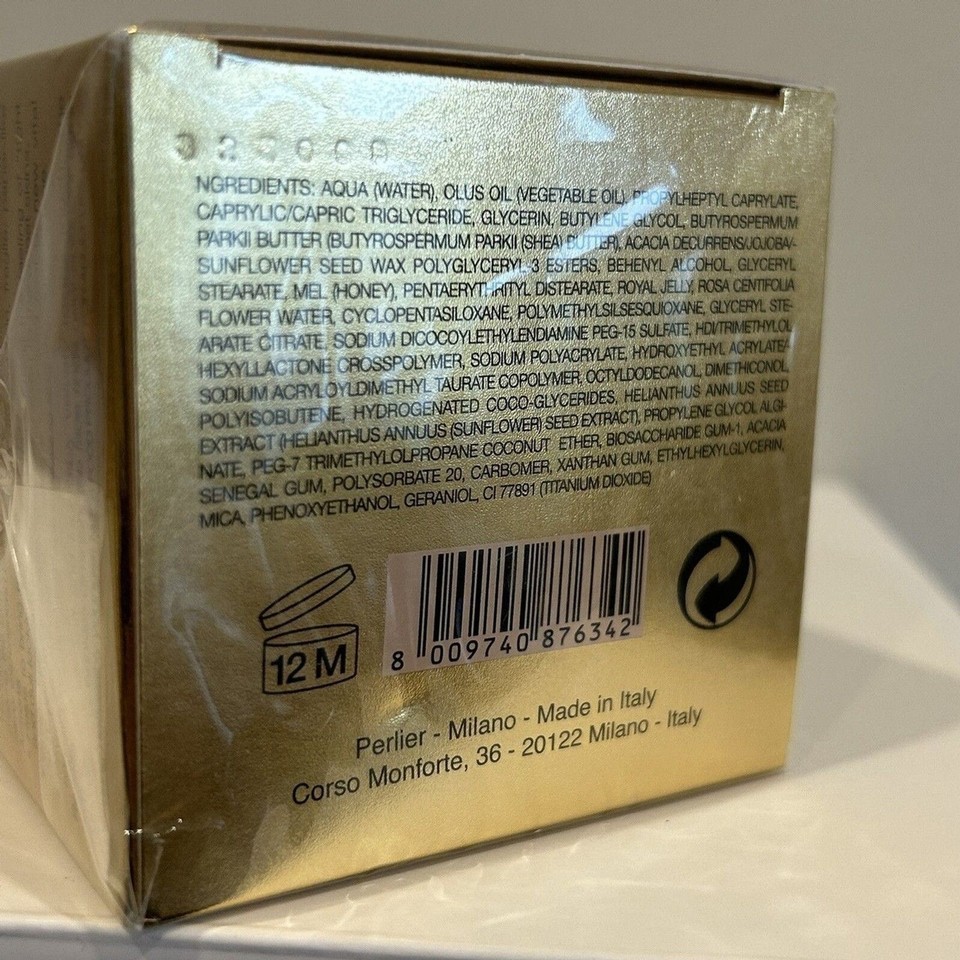 NGREDIENTS: AQUA (WATER), OLUS OIL (VEGETABLE OIL), PROPYLHEPTYL CAPRYLATE,
CAPRYLIC/CAPRIC TRIGLYCERIDE, GLYCERIN, BUTYLENE GLYCOL, BUTYROSPERMUM
PARKII BUTTER (BUTYROSPERMUM PARKII (SHEA) BUTTER), ACACIA DECURRENS/JOJOBA/-
SUNFLOWER SEED WAX POLYGLYCERYL-3 ESTERS, BEHENYL ALCOHOL, GLYCERYL
STEARATE, MEL (HONEY), PENTAERYTHRITYL DISTEARATE, ROYAL JELLY, ROSA CENTIFOLIA
FLOWER WATER, CYCLOPENTASILOXANE, POLYMETHYLSILSESQUIOXANE, GLYCERYL STE-
ARATE CITRATE, SODIUM DICOCOYLETHYLENDIAMINE PEG-15 SULFATE, HDI/TRIMETHYLOL
HEXYLLACTONE CROSSPOLYMER, SODIUM POLYACRYLATE, HYDROXYETHYL ACRYLATE/
SODIUM ACRYLOYLDIMETHYL TAURATE COPOLYMER, OCTYLDODECANOL, DIMETHICONOL,
POLYISOBUTENE, HYDROGENATED COCO-GLYCERIDES, HELIANTHUS ANNUUS SEED
EXTRACT (HELIANTHUS ANNUUS (SUNFLOWER) SEED EXTRACT), PROPYLENE GLYCOL ALGI-
NATE, PEG-7 TRIMETHYLOLPROPANE COCONUT ETHER, BIOSACCHARIDE GUM-1, ACACIA
SENEGAL GUM, POLYSORBATE 20, CARBOMER, XANTHAN GUM, ETHYLHEXYLGLYCERIN,
MICA, PHENOXYETHANOL, GERANIOL, CI 77891 (TITANIUM DIOXIDE)
12 M
8 009740 876342
Perlier - Milano - Made in Italy
Corso Monforte, 36 - 20122 Milano - Italy